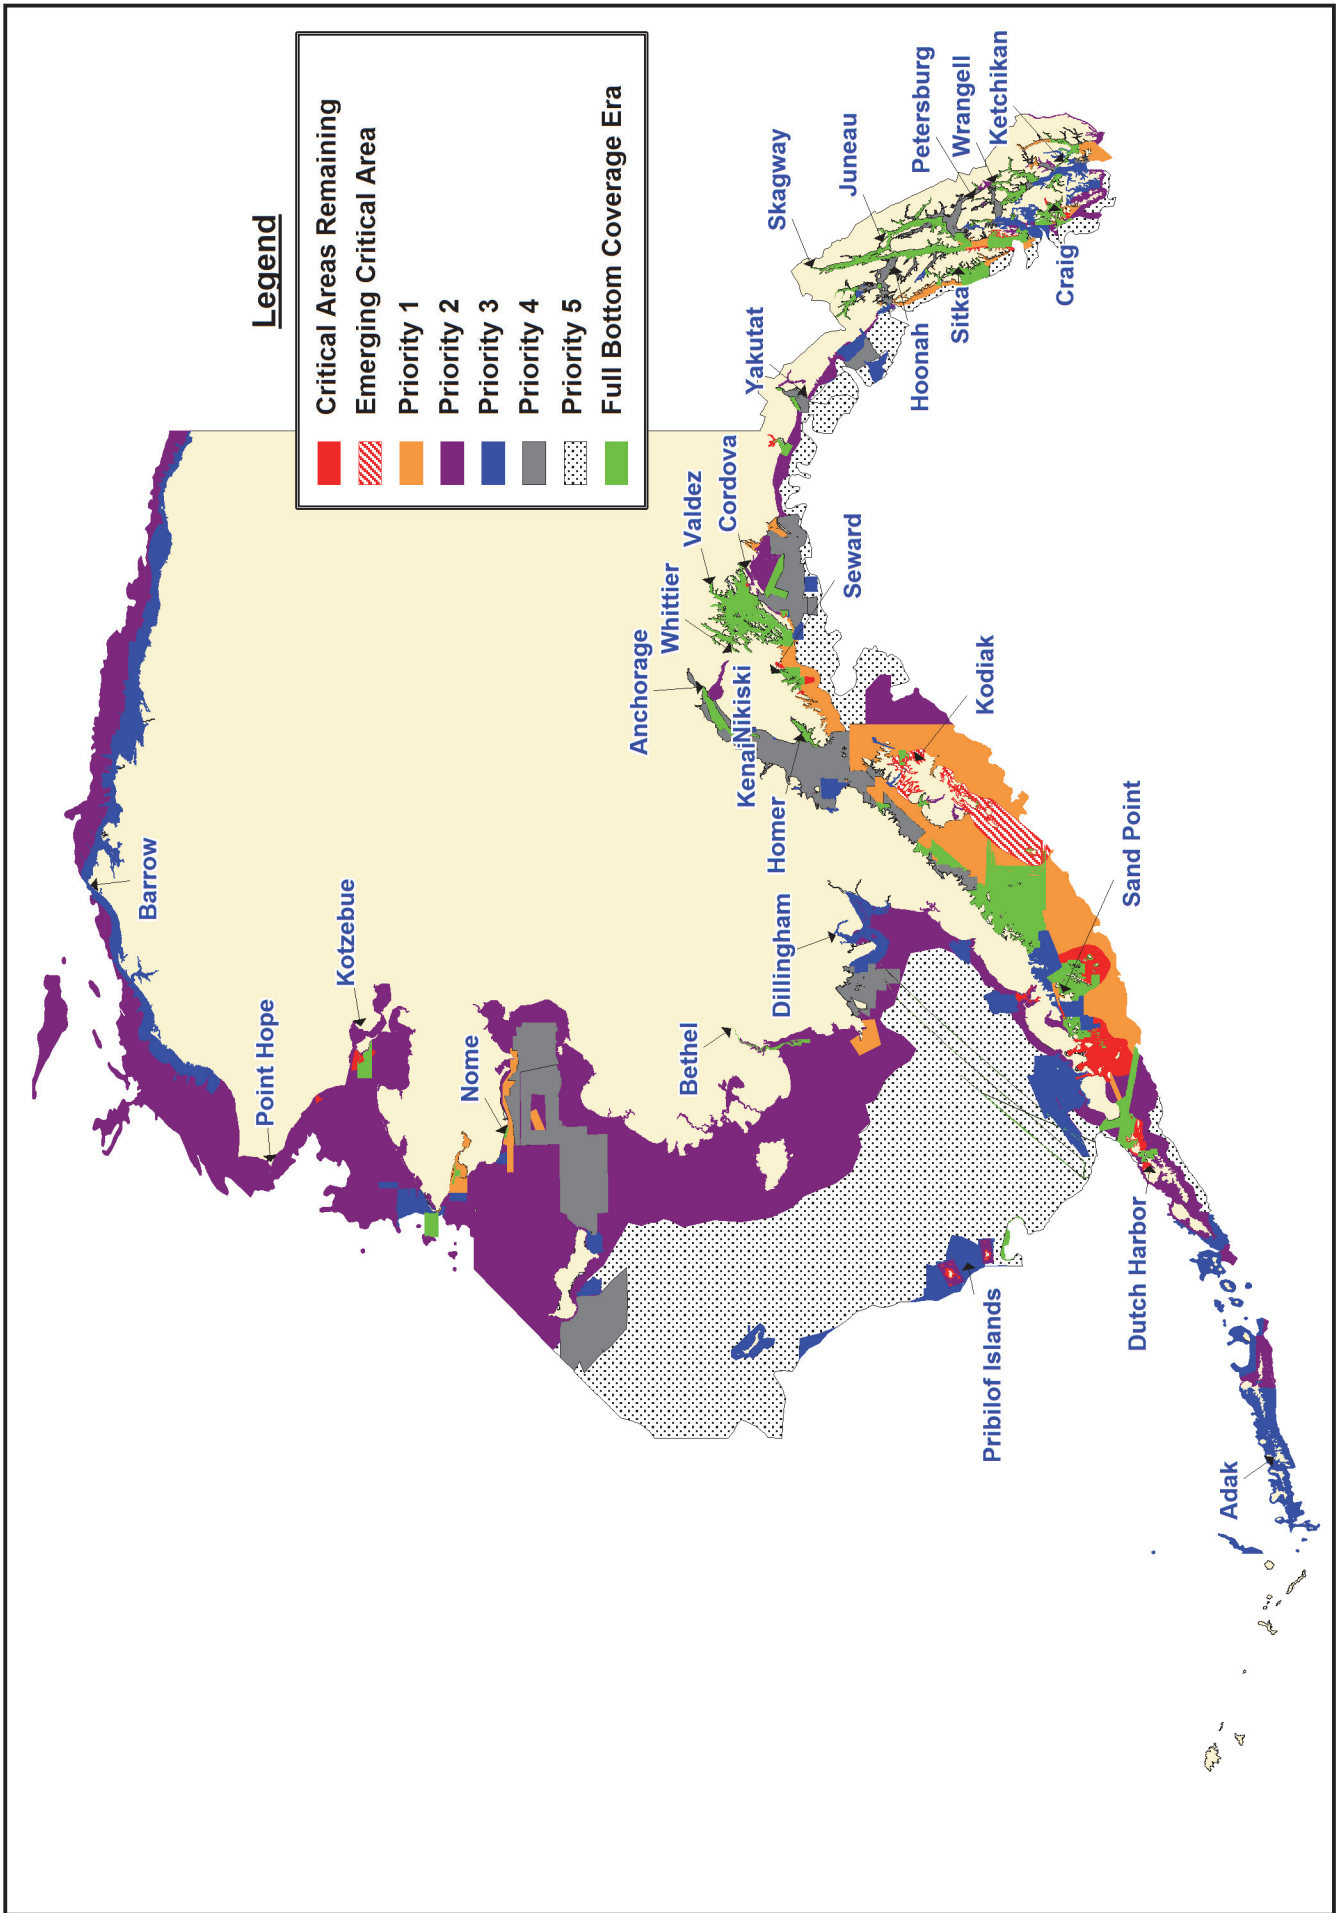 Legend
Critical Areas Remaining
Emerging Critical Area
Priority 1
Priority 2
Priority 3
Priority 4
Priority 5
Full Bottom Coverage Era
Barrow
Point Hope
Kotzebue
Nome
Bethel
Dillingham
Anchorage
Whittier
Valdez
Cordova
Kenai
Nikiski
Homer
Seward
Kodiak
Sand Point
Dutch Harbor
Pribilof Islands
Adak
Yakutat
Skagway
Juneau
Hoonah
Sitka
Petersburg
Wrangell
Ketchikan
Craig